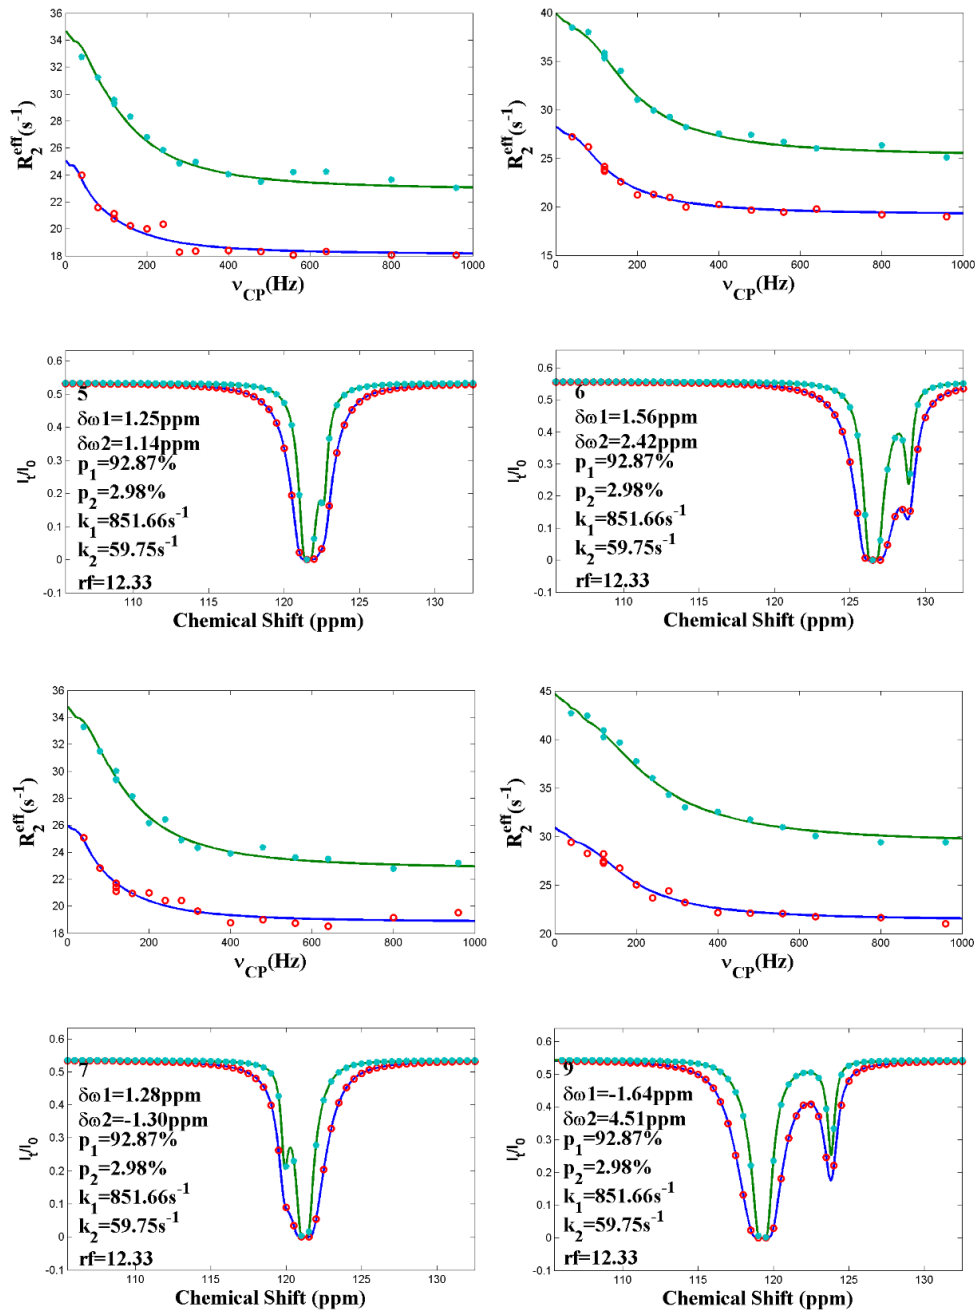 36
34
32
30
28
26
24
22
20
18
R2^eff(s^-1)
0 200 400 600 800 1000
νCP(Hz)
40
35
30
25
20
15
R2^eff(s^-1)
0 200 400 600 800 1000
νCP(Hz)
0.6
0.5
0.4
0.3
0.2
0.1
0
-0.1
It/I0
5
δω1=1.25ppm
δω2=1.14ppm
p1=92.87%
p2=2.98%
k1=851.66s^-1
k2=59.75s^-1
rf=12.33
110 115 120 125 130
Chemical Shift (ppm)
0.6
0.5
0.4
0.3
0.2
0.1
0
-0.1
It/I0
6
δω1=1.56ppm
δω2=2.42ppm
p1=92.87%
p2=2.98%
k1=851.66s^-1
k2=59.75s^-1
rf=12.33
110 115 120 125 130
Chemical Shift (ppm)
36
34
32
30
28
26
24
22
20
18
R2^eff(s^-1)
0 200 400 600 800 1000
νCP(Hz)
45
40
35
30
25
20
R2^eff(s^-1)
0 200 400 600 800 1000
νCP(Hz)
0.6
0.5
0.4
0.3
0.2
0.1
0
-0.1
It/I0
7
δω1=1.28ppm
δω2=-1.30ppm
p1=92.87%
p2=2.98%
k1=851.66s^-1
k2=59.75s^-1
rf=12.33
110 115 120 125 130
Chemical Shift (ppm)
0.6
0.5
0.4
0.3
0.2
0.1
0
-0.1
It/I0
9
δω1=-1.64ppm
δω2=4.51ppm
p1=92.87%
p2=2.98%
k1=851.66s^-1
k2=59.75s^-1
rf=12.33
110 115 120 125 130
Chemical Shift (ppm)